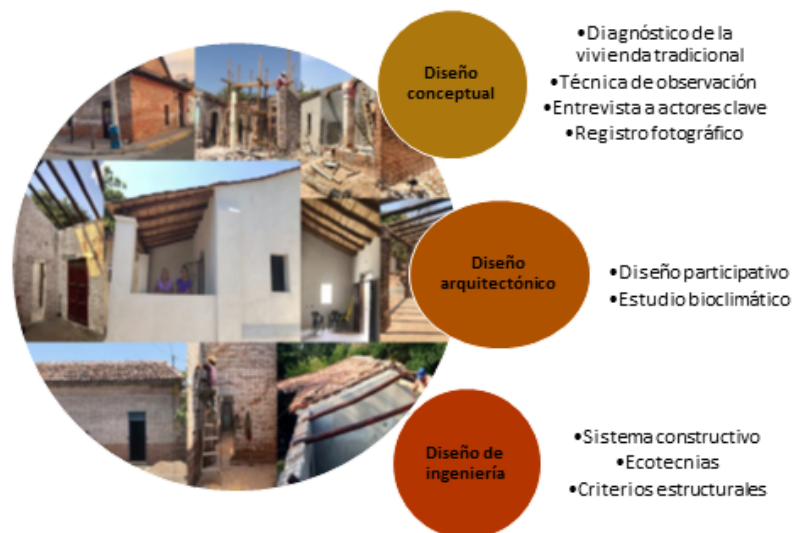 Diseño
conceptual
•Diagnóstico de la
vivienda tradicional
•Técnica de observación
•Entrevista a actores clave
•Registro fotográfico
Diseño
arquitectónico
•Diseño participativo
•Estudio bioclimático
Diseño de
ingeniería
•Sistema constructivo
•Ecotecnias
•Criterios estructurales